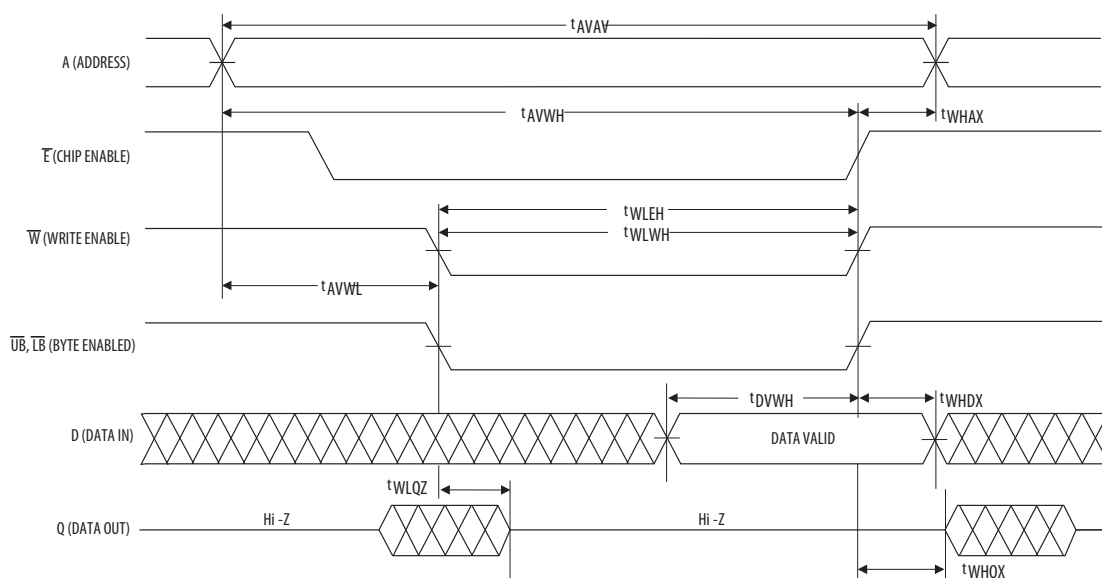 tAVAV
A (ADDRESS)
tAVWH
tWHAX
E (CHIP ENABLE)
tWLEH
W (WRITE ENABLE)
tWLWH
tAVWL
UB, LB (BYTE ENABLED)
tDVWH
tWHDX
D (DATA IN)
DATA VALID
tWLQZ
Q (DATA OUT)
Hi -Z
Hi -Z
tWHQX